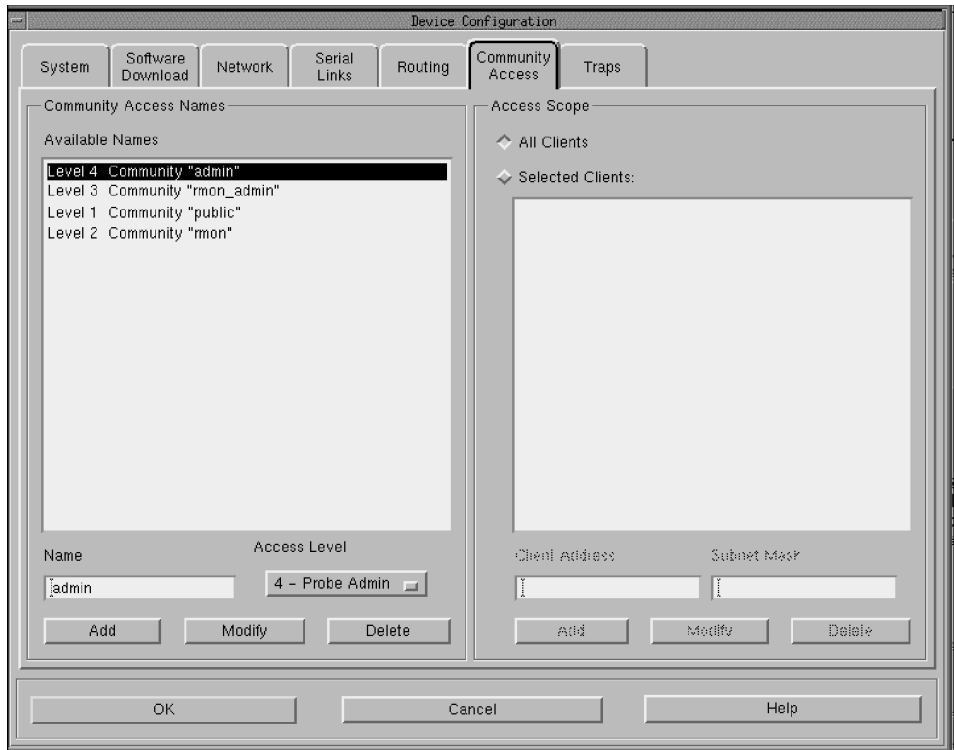 Device Configuration
System
Software Download
Network
Serial Links
Routing
Community Access
Traps
Community Access Names
Available Names
Level 4 Community "admin"
Level 3 Community "rmon_admin"
Level 1 Community "public"
Level 2 Community "rmon"
Name
Access Level
admin
4 - Probe Admin
Add
Modify
Delete
Access Scope
All Clients
Selected Clients:
Client Address
Subnet Mask
Add
Modify
Delete
OK
Cancel
Help